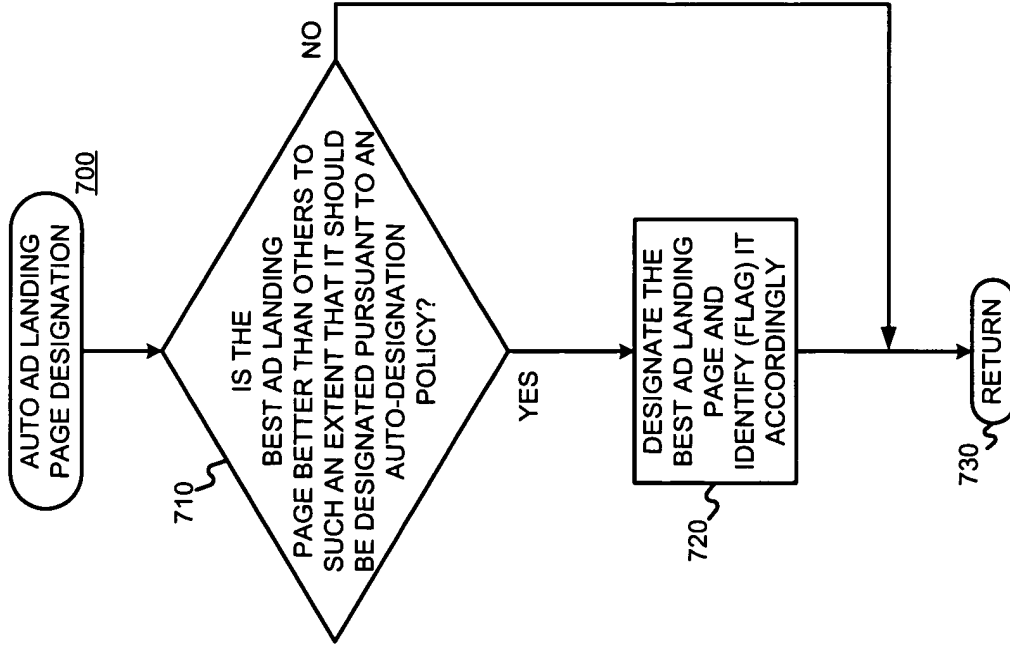 AUTO AD LANDING
PAGE DESIGNATION
700
IS THE
BEST AD LANDING
PAGE BETTER THAN OTHERS TO
SUCH AN EXTENT THAT IT SHOULD
BE DESIGNATED PURSUANT TO AN
AUTO-DESIGNATION
POLICY?
710
NO
YES
DESIGNATE THE
BEST AD LANDING
PAGE AND
IDENTIFY (FLAG) IT
ACCORDINGLY
720
RETURN
730